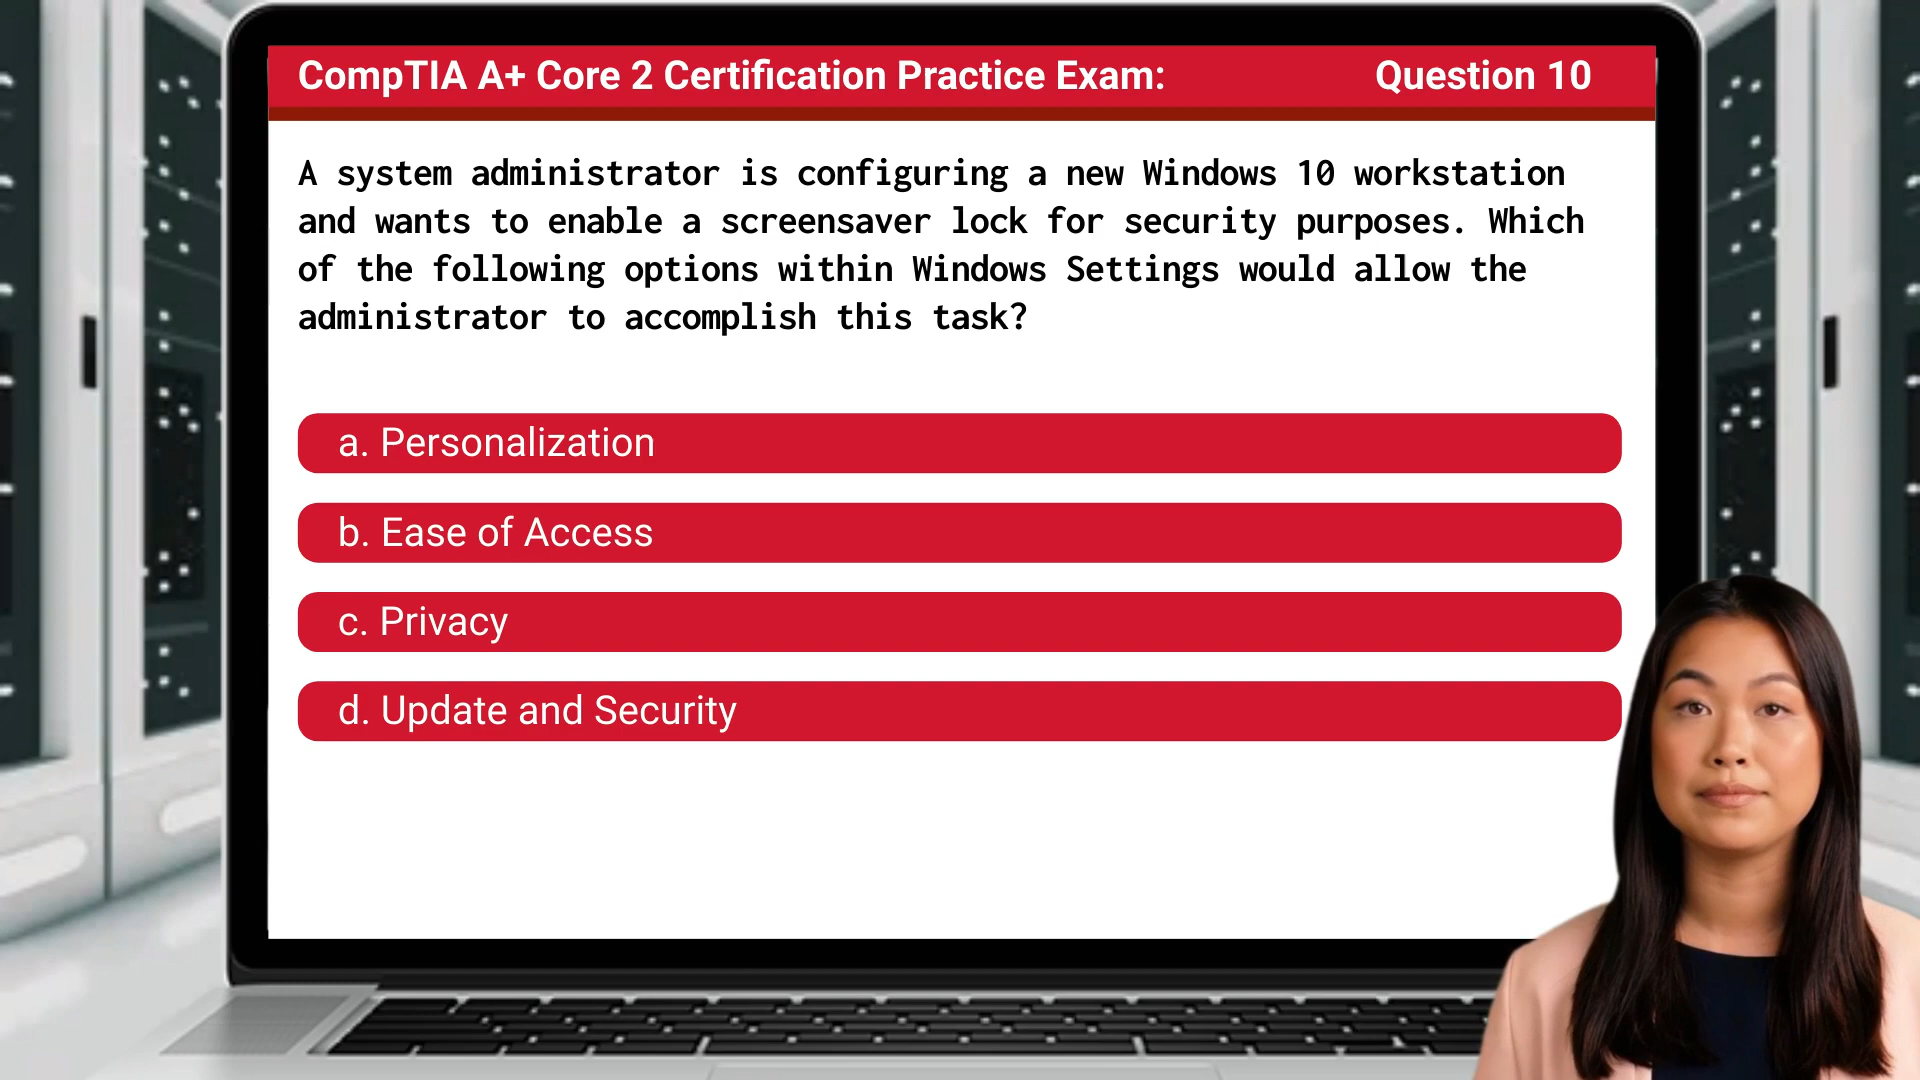 CompTIA A+ Core 2 Certification Practice Exam: Question 10
A system administrator is configuring a new Windows 10 workstation
and wants to enable a screensaver lock for security purposes. Which
of the following options within Windows Settings would allow the
administrator to accomplish this task?
a. Personalization
b. Ease of Access
c. Privacy
d. Update and Security